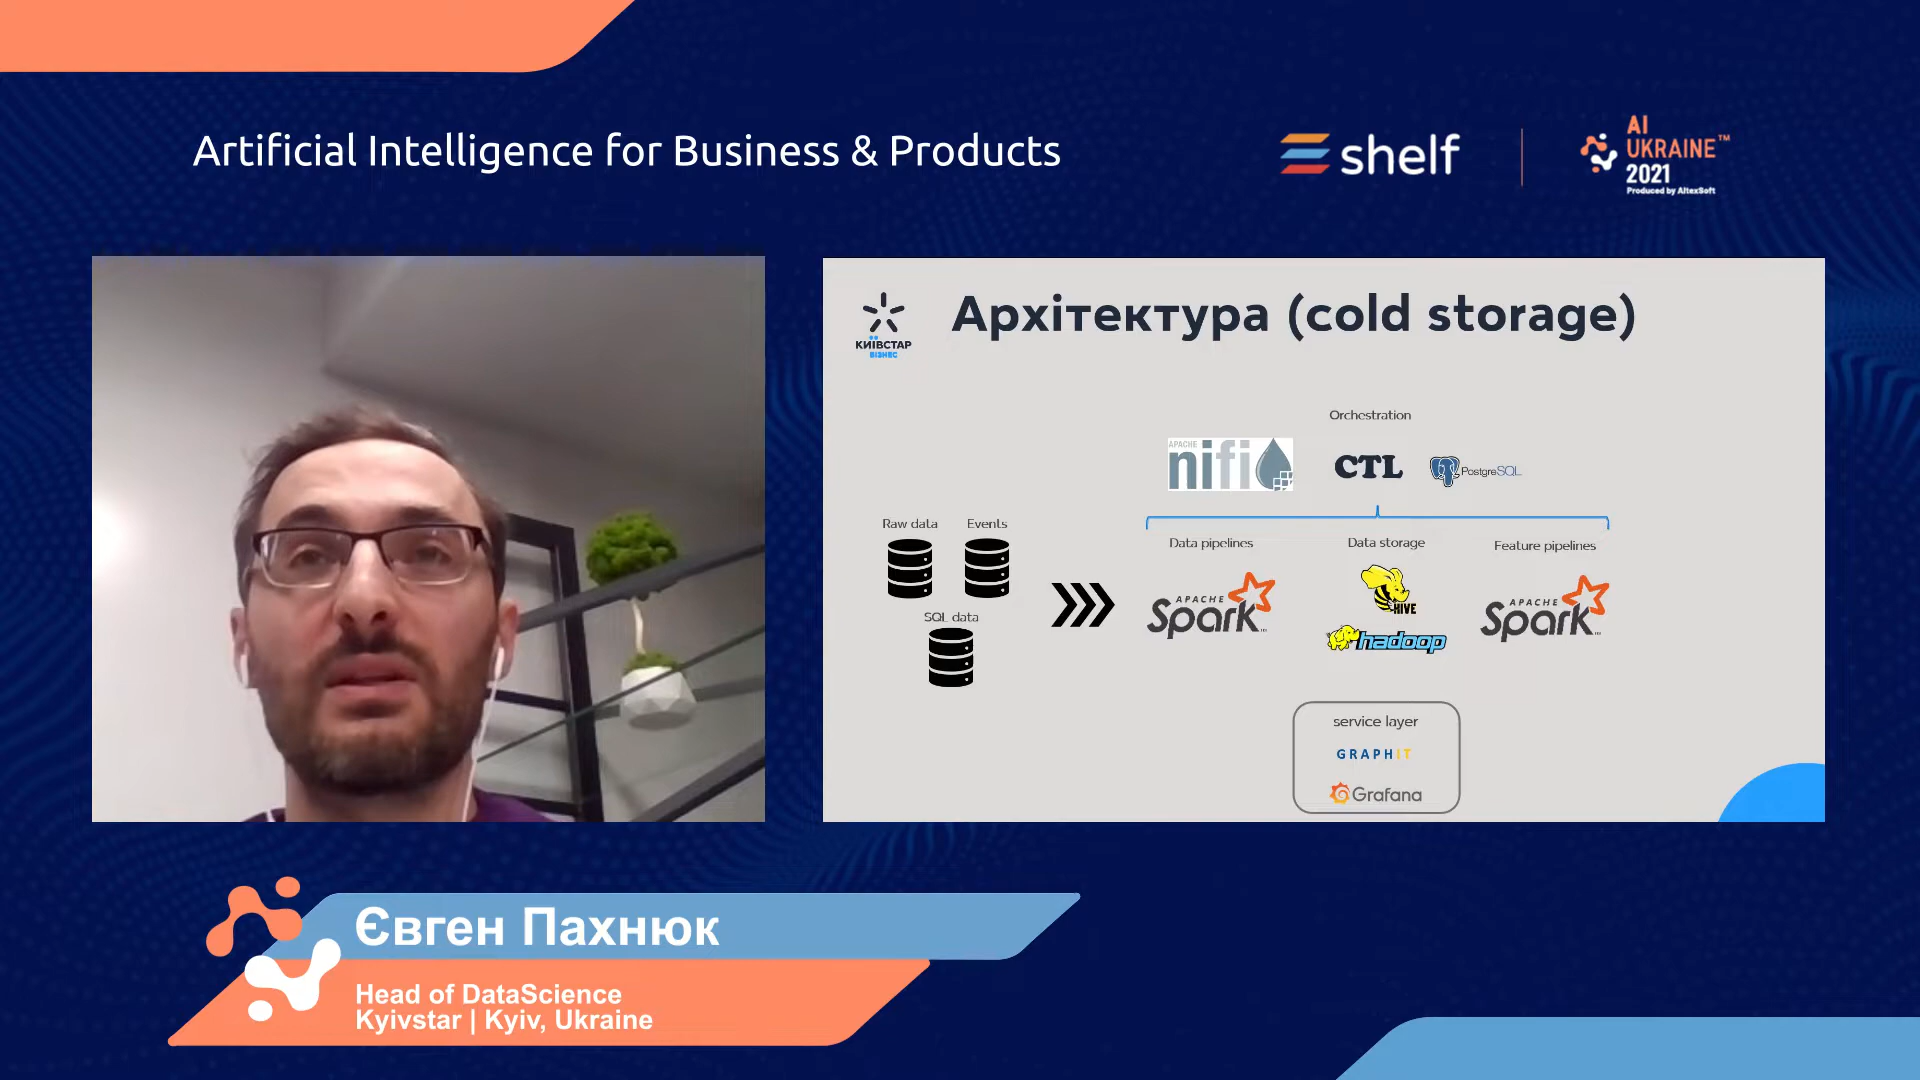 Artificial Intelligence for Business & Products
shelf
AI
UKRAINE™
2021
Produced by AltexSoft
КИЇВСТАР
БІЗНЕС
Архітектура (cold storage)
Orchestration
APACHE
nifi
CTL
PostgreSQL
Raw data
Events
SQL data
Data pipelines
Data storage
Feature pipelines
APACHE
Spark™
HIVE
hadoop
APACHE
Spark™
service layer
GRAPHIT
Grafana
Євген Пахнюк
Head of DataScience
Kyivstar | Kyiv, Ukraine